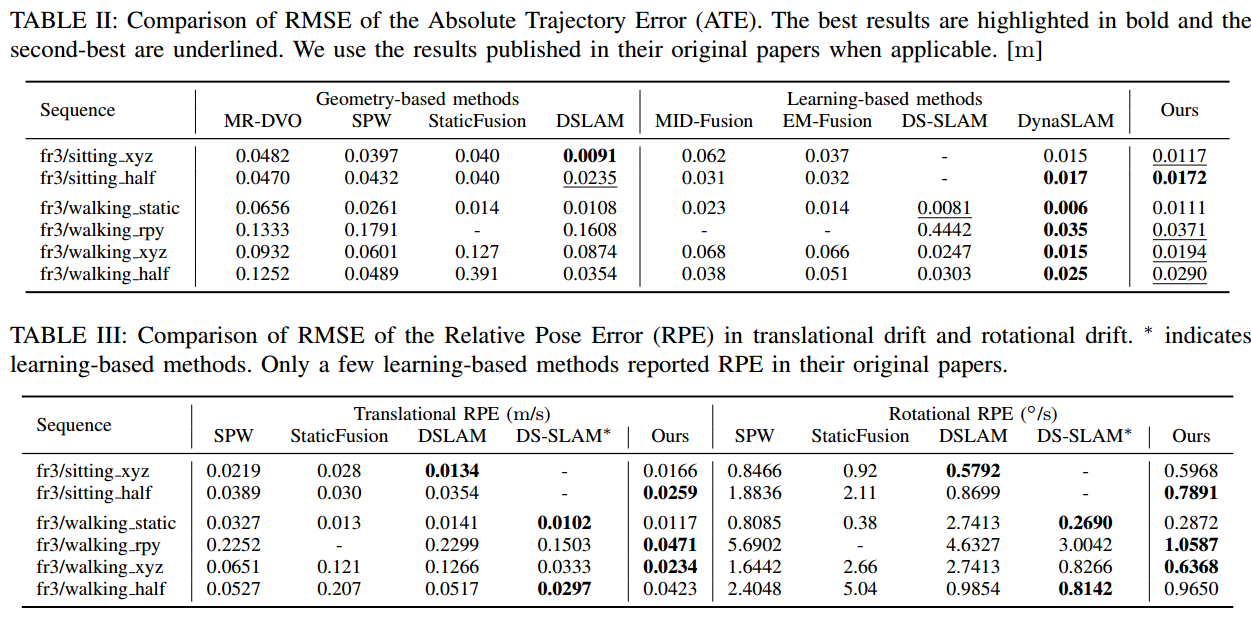 TABLE II: Comparison of RMSE of the Absolute Trajectory Error (ATE). The best results are highlighted in bold and the
second-best are underlined. We use the results published in their original papers when applicable. [m]
Sequence Geometry-based methods Learning-based methods Ours
MR-DVO SPW StaticFusion DSLAM MID-Fusion EM-Fusion DS-SLAM DynaSLAM
fr3/sitting_xyz 0.0482 0.0397 0.040 0.0091 0.062 0.037 - 0.015 0.0117
fr3/sitting_half 0.0470 0.0432 0.040 0.0235 0.031 0.032 - 0.017 0.0172
fr3/walking_static 0.0656 0.0261 0.014 0.0108 0.023 0.014 0.0081 0.006 0.0111
fr3/walking_rpy 0.1333 0.1791 - 0.1608 - - 0.4442 0.035 0.0371
fr3/walking_xyz 0.0932 0.0601 0.127 0.0874 0.068 0.066 0.0247 0.015 0.0194
fr3/walking_half 0.1252 0.0489 0.391 0.0354 0.038 0.051 0.0303 0.025 0.0290
TABLE III: Comparison of RMSE of the Relative Pose Error (RPE) in translational drift and rotational drift. * indicates
learning-based methods. Only a few learning-based methods reported RPE in their original papers.
Sequence Translational RPE (m/s) Rotational RPE (°/s)
SPW StaticFusion DSLAM DS-SLAM* Ours SPW StaticFusion DSLAM DS-SLAM* Ours
fr3/sitting_xyz 0.0219 0.028 0.0134 - 0.0166 0.8466 0.92 0.5792 - 0.5968
fr3/sitting_half 0.0389 0.030 0.0354 - 0.0259 1.8836 2.11 0.8699 - 0.7891
fr3/walking_static 0.0327 0.013 0.0141 0.0102 0.0117 0.8085 0.38 2.7413 0.2690 0.2872
fr3/walking_rpy 0.2252 - 0.2299 0.1503 0.0471 5.6902 - 4.6327 3.0042 1.0587
fr3/walking_xyz 0.0651 0.121 0.1266 0.0333 0.0234 1.6442 2.66 2.7413 0.8266 0.6368
fr3/walking_half 0.0527 0.207 0.0517 0.0297 0.0423 2.4048 5.04 0.9854 0.8142 0.9650